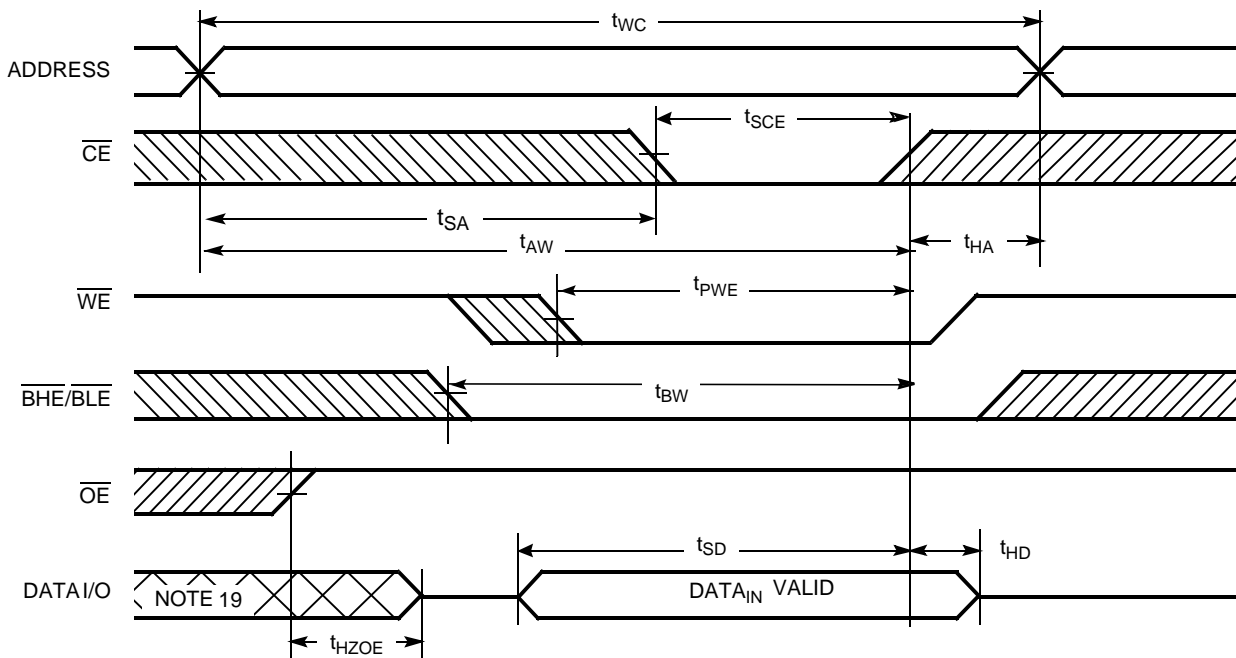 tWC
ADDRESS
tSCE
CE
tSA
tAW
tHA
WE
tPWE
BHE/BLE
tBW
OE
tSD
tHD
DATA I/O
NOTE 19
DATAIN VALID
tHZOE